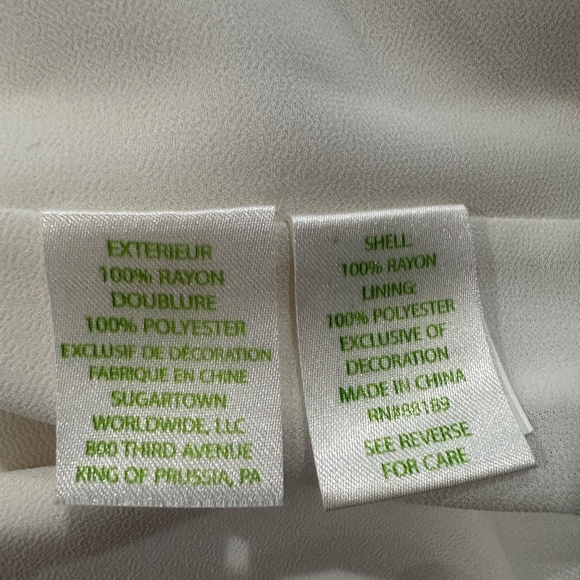 EXTERIEUR
100% RAYON
DOUBLURE
100% POLYESTER
EXCLUSIF DE DÉCORATION
FABRIQUE EN CHINE
SUGARTOWN
WORLDWIDE, LLC
800 THIRD AVENUE
KING OF PRUSSIA, PA
SHELL
100% RAYON
LINING:
100% POLYESTER
EXCLUSIVE OF
DECORATION
MADE IN CHINA
RN#88189
SEE REVERSE
FOR CARE